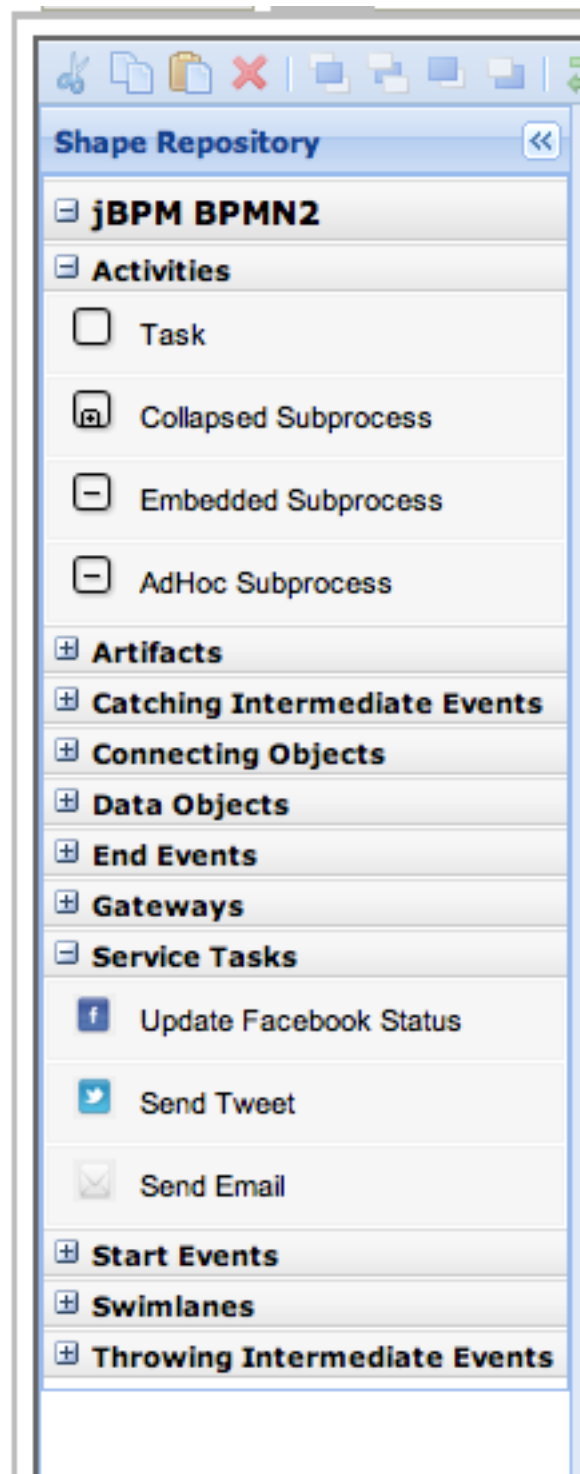 Shape Repository
jBPM BPMN2
Activities
Task
Collapsed Subprocess
Embedded Subprocess
AdHoc Subprocess
Artifacts
Catching Intermediate Events
Connecting Objects
Data Objects
End Events
Gateways
Service Tasks
Update Facebook Status
Send Tweet
Send Email
Start Events
Swimlanes
Throwing Intermediate Events